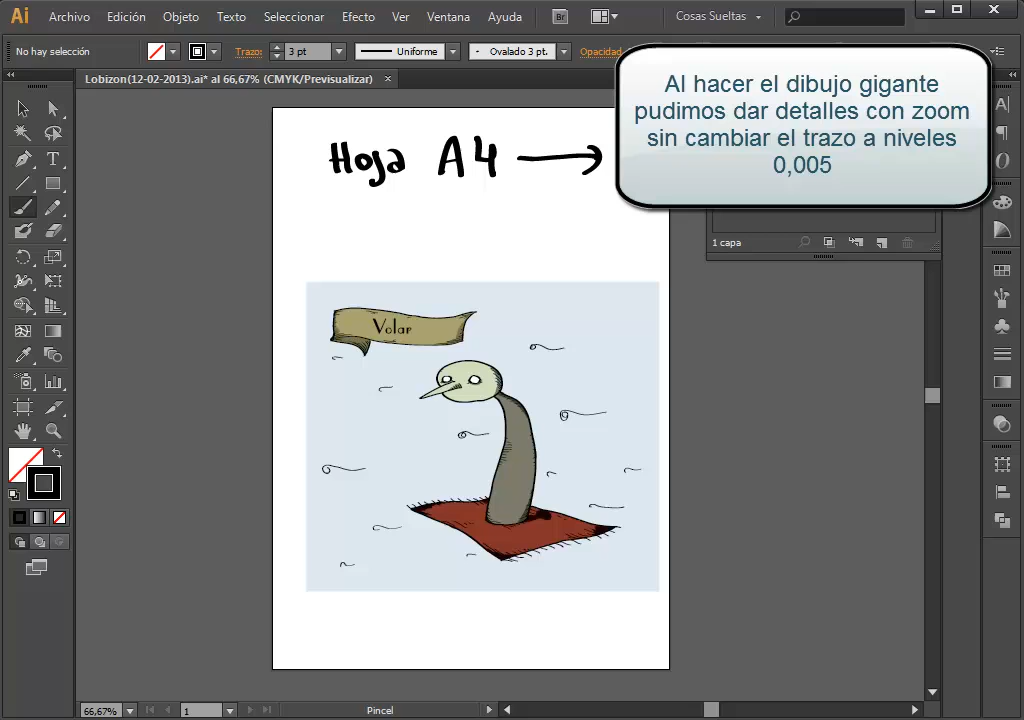 Ai Archivo Edición Objeto Texto Seleccionar Efecto Ver Ventana Ayuda Br Cosas Sueltas
No hay selección Trazo: 3 pt Uniforme Ovalado 3 pt. Opacidad
Lobizon(12-02-2013).ai* al 66,67% (CMYK/Previsualizar)
Al hacer el dibujo gigante
pudimos dar detalles con zoom
sin cambiar el trazo a niveles
0,005
Hoja A4
1 capa
Volar
66,67% 1 Pincel